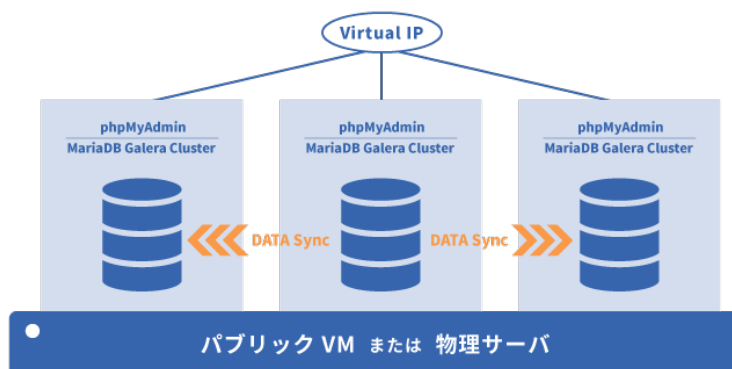 Virtual IP
phpMyAdmin
MariaDB Galera Cluster
phpMyAdmin
MariaDB Galera Cluster
phpMyAdmin
MariaDB Galera Cluster
DATA Sync
DATA Sync
パブリック VM または 物理サーバ